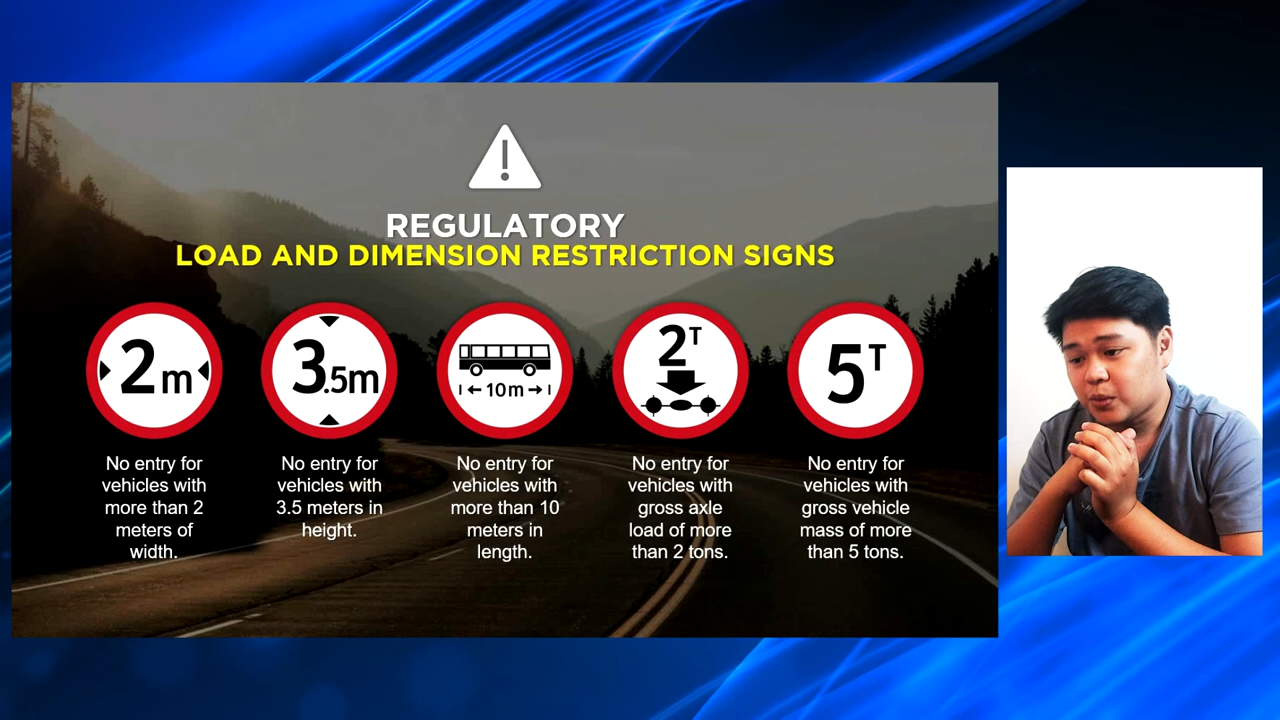 REGULATORY
LOAD AND DIMENSION RESTRICTION SIGNS
2m
3.5m
10m
2T
5T
No entry for
vehicles with
more than 2
meters of
width.
No entry for
vehicles with
3.5 meters in
height.
No entry for
vehicles with
more than 10
meters in
length.
No entry for
vehicles with
gross axle
load of more
than 2 tons.
No entry for
vehicles with
gross vehicle
mass of more
than 5 tons.